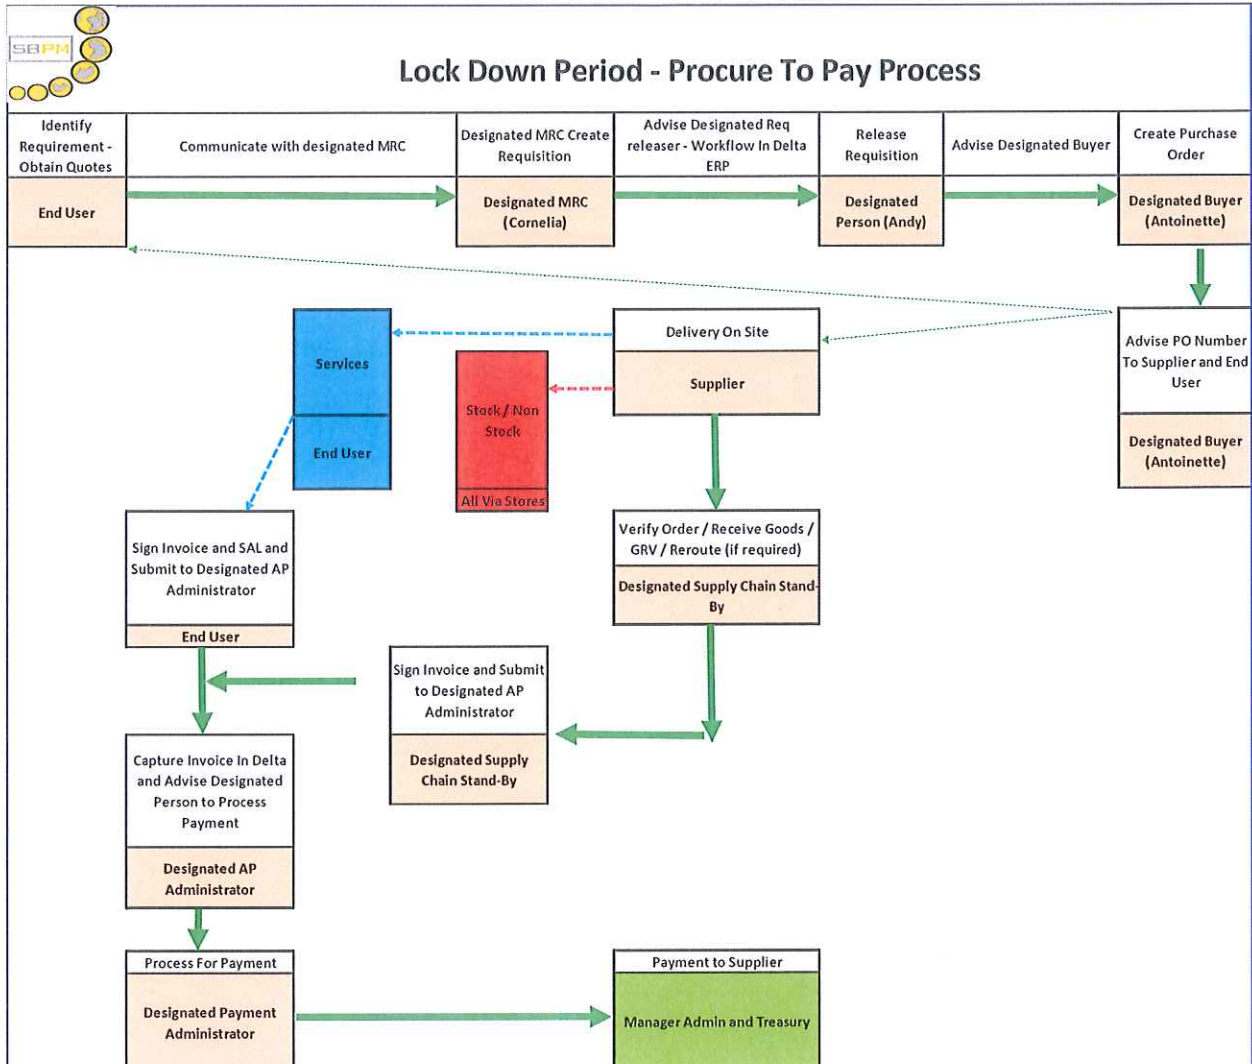 SBPM
Lock Down Period - Procure To Pay Process
Identify
Requirement -
Obtain Quotes
Communicate with designated MRC
Designated MRC Create
Requisition
Advise Designated Req
releaser - Workflow In Delta
ERP
Release
Requisition
Advise Designated Buyer
Create Purchase
Order
End User
Designated MRC
(Cornelia)
Designated
Person (Andy)
Designated Buyer
(Antoinette)
Services
End User
Stock / Non
Stock
All Via Stores
Delivery On Site
Supplier
Advise PO Number
To Supplier and End
User
Designated Buyer
(Antoinette)
Sign Invoice and SAL and
Submit to Designated AP
Administrator
End User
Verify Order / Receive Goods /
GRV / Reroute (if required)
Designated Supply Chain Stand-
By
Sign Invoice and Submit
to Designated AP
Administrator
Designated Supply
Chain Stand-By
Capture Invoice In Delta
and Advise Designated
Person to Process
Payment
Designated AP
Administrator
Process For Payment
Designated Payment
Administrator
Payment to Supplier
Manager Admin and Treasury